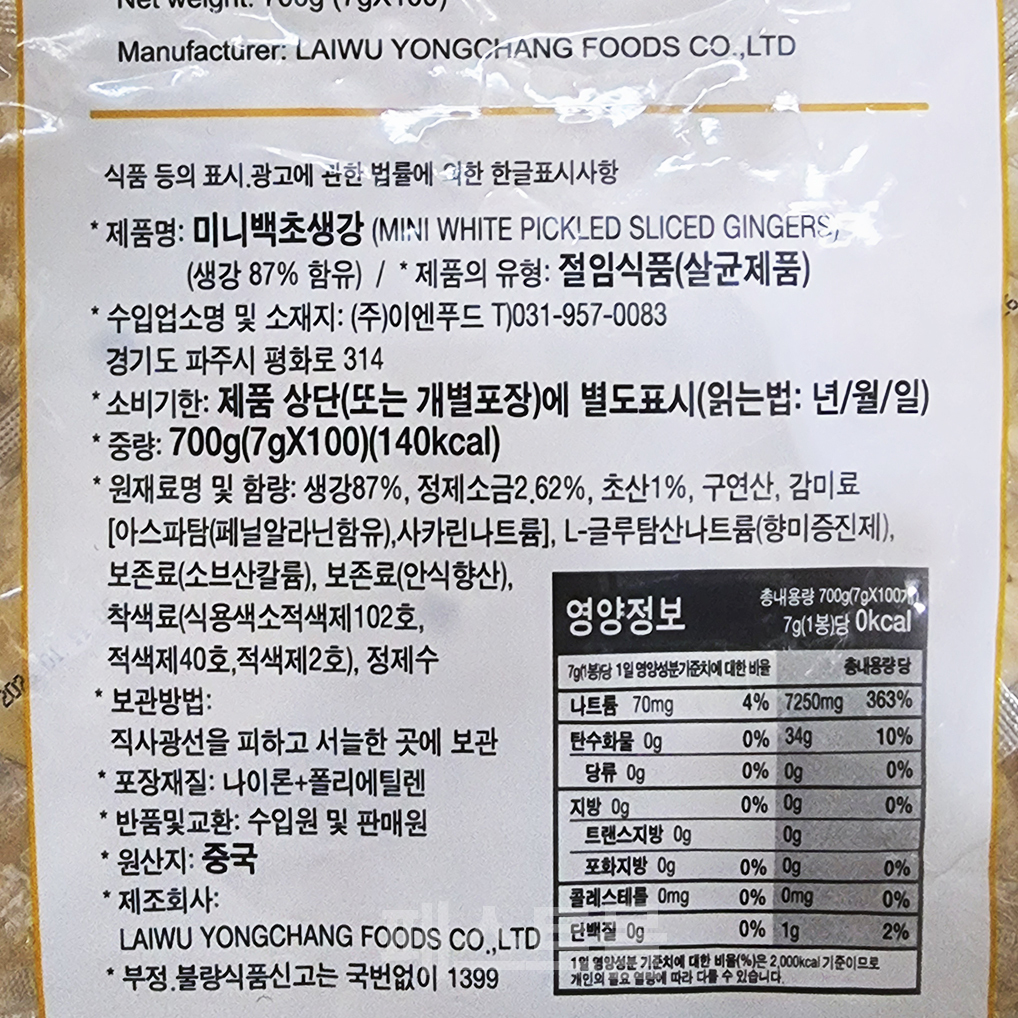 Net weight: 700g (7gX100)
Manufacturer: LAIWU YONGCHANG FOODS CO.,LTD
식품 등의 표시.광고에 관한 법률에 의한 한글표시사항
* 제품명: 미니백초생강 (MINI WHITE PICKLED SLICED GINGERS)
(생강 87% 함유) / * 제품의 유형: 절임식품(살균제품)
* 수입업소명 및 소재지: (주)이엔푸드 T)031-957-0083
경기도 파주시 평화로 314
* 소비기한: 제품 상단(또는 개별포장)에 별도표시(읽는법: 년/월/일)
* 중량: 700g(7gX100)(140kcal)
* 원재료명 및 함량: 생강87%, 정제소금2.62%, 초산1%, 구연산, 감미료
[아스파탐(페닐알라닌함유),사카린나트륨], L-글루탐산나트륨(향미증진제),
보존료(소브산칼륨), 보존료(안식향산),
착색료(식용색소적색제102호,
적색제40호,적색제2호), 정제수
* 보관방법:
직사광선을 피하고 서늘한 곳에 보관
* 포장재질: 나이론+폴리에틸렌
* 반품및교환: 수입원 및 판매원
* 원산지: 중국
* 제조회사:
LAIWU YONGCHANG FOODS CO.,LTD
* 부정.불량식품신고는 국번없이 1399
영양정보
총내용량 700g(7gX100개)
7g(1봉)당 0kcal
7g(1봉)당 1일 영양성분기준치에 대한 비율 총내용량 당
나트륨 70mg 4% 7250mg 363%
탄수화물 0g 0% 34g 10%
당류 0g 0% 0g 0%
지방 0g 0% 0g 0%
트랜스지방 0g 0g
포화지방 0g 0% 0g 0%
콜레스테롤 0mg 0% 0mg 0%
단백질 0g 0% 1g 2%
1일 영양성분 기준치에 대한 비율(%)은 2,000kcal 기준이므로
개인의 필요 열량에 따라 다를 수 있습니다.